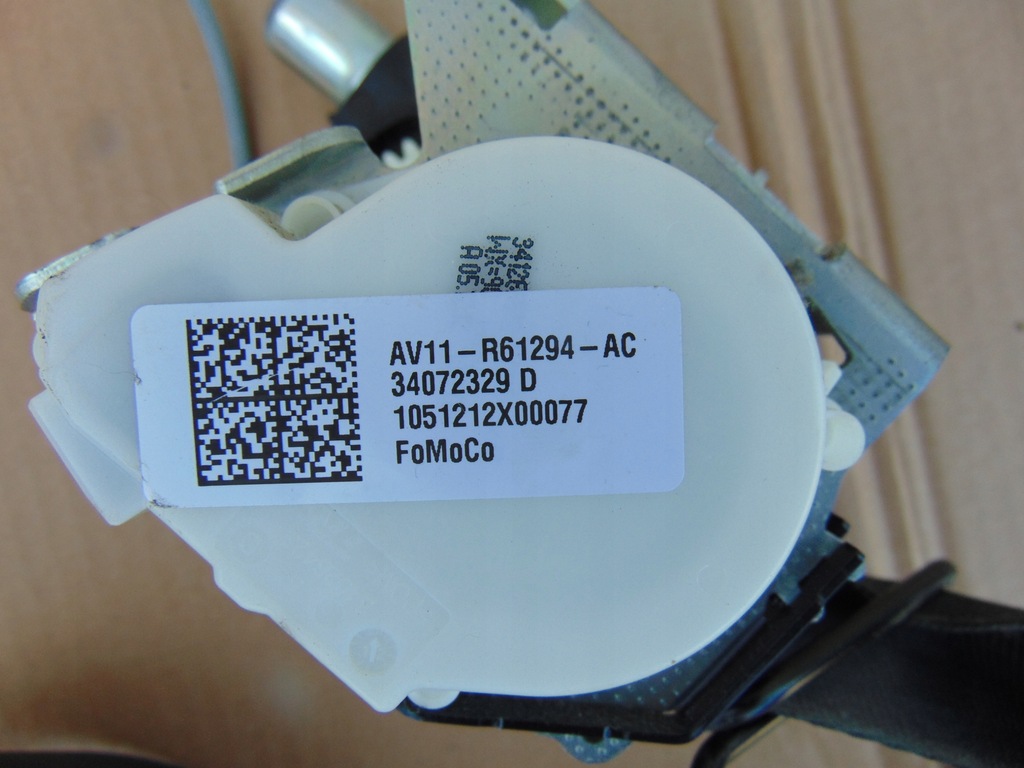 AV11-R61294-AC
34072329 D
1051212X00077
FoMoCo